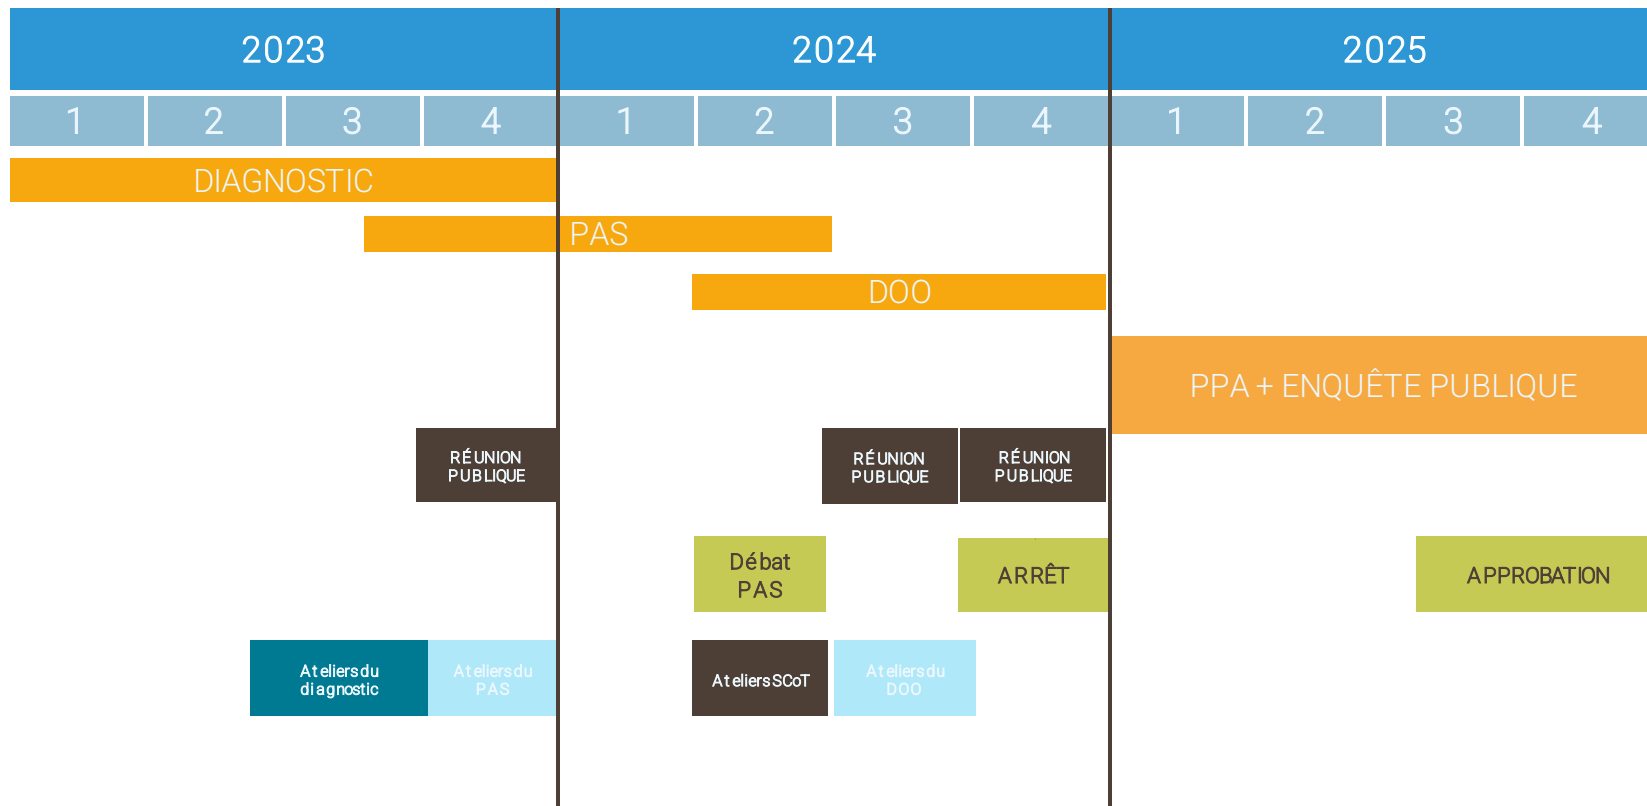 2023
2024
2025
1
2
3
4
1
2
3
4
1
2
3
4
DIAGNOSTIC
PAS
DOO
PPA + ENQUÊTE PUBLIQUE
RÉUNION
PUBLIQUE
RÉUNION
PUBLIQUE
RÉUNION
PUBLIQUE
Débat
PAS
ARRÊT
APPROBATION
Ateliers du
diagnostic
Ateliers du
PAS
Ateliers SCoT
Ateliers du
DOO